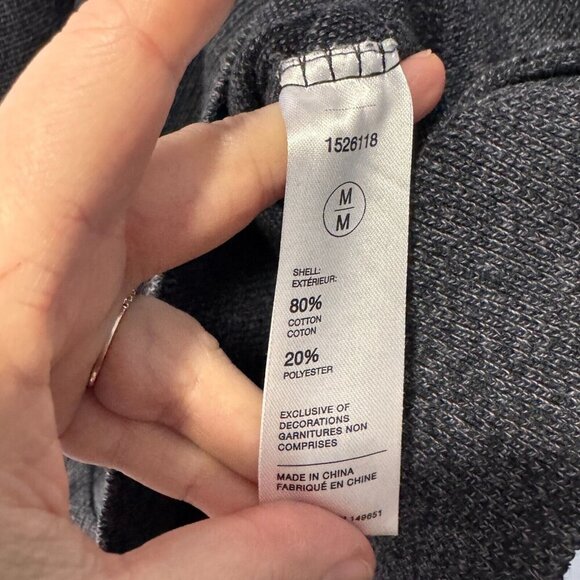 1526118
M
M
SHELL:
EXTÉRIEUR:
80%
COTTON
COTON
20%
POLYESTER
EXCLUSIVE OF
DECORATIONS
GARNITURES NON
COMPRISES
MADE IN CHINA
FABRIQUÉ EN CHINE
149651